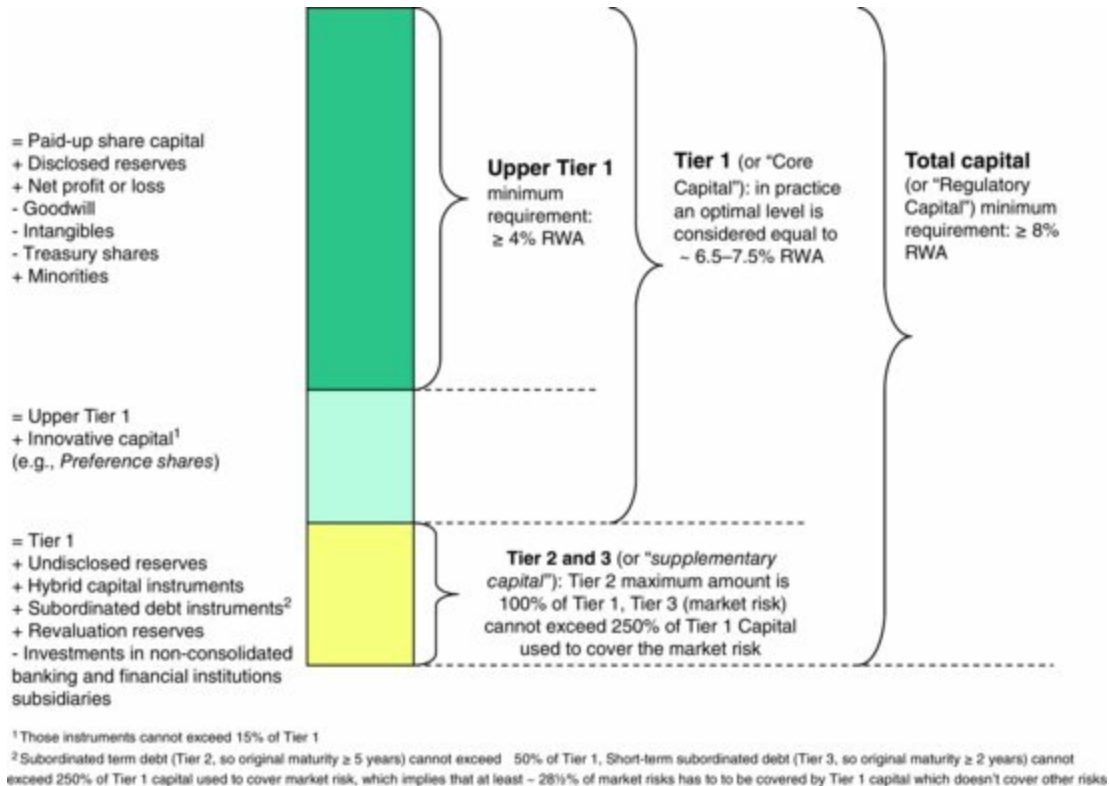 = Paid-up share capital
+ Disclosed reserves
+ Net profit or loss
- Goodwill
- Intangibles
- Treasury shares
+ Minorities
Upper Tier 1
minimum
requirement:
≥ 4% RWA
Tier 1 (or “Core
Capital”): in practice
an optimal level is
considered equal to
~ 6.5–7.5% RWA
Total capital
(or “Regulatory
Capital”) minimum
requirement: ≥ 8%
RWA
= Upper Tier 1
+ Innovative capital1
(e.g., Preference shares)
= Tier 1
+ Undisclosed reserves
+ Hybrid capital instruments
+ Subordinated debt instruments2
+ Revaluation reserves
- Investments in non-consolidated
banking and financial institutions
subsidiaries
Tier 2 and 3 (or “supplementary
capital”): Tier 2 maximum amount is
100% of Tier 1, Tier 3 (market risk)
cannot exceed 250% of Tier 1 Capital
used to cover the market risk
1 Those instruments cannot exceed 15% of Tier 1
2 Subordinated term debt (Tier 2, so original maturity ≥ 5 years) cannot exceed 50% of Tier 1, Short-term subordinated debt (Tier 3, so original maturity ≥ 2 years) cannot
exceed 250% of Tier 1 capital used to cover market risk, which implies that at least ~ 28½% of market risks has to to be covered by Tier 1 capital which doesn't cover other risks